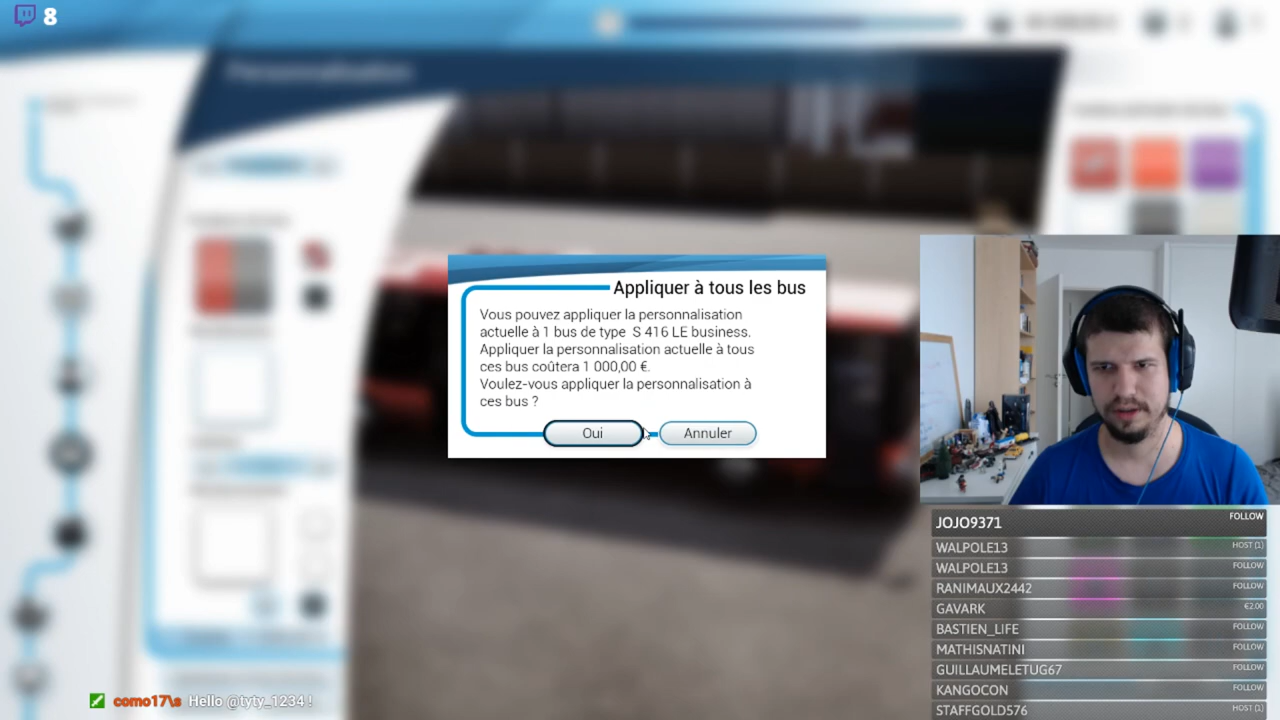 8
Personnalisation
Appliquer à tous les bus
Vous pouvez appliquer la personnalisation
actuelle à 1 bus de type S 416 LE business.
Appliquer la personnalisation actuelle à tous
ces bus coûtera 1 000,00 €.
Voulez-vous appliquer la personnalisation à
ces bus ?
Oui
Annuler
JOJO9371 FOLLOW
WALPOLE13 HOST (1)
WALPOLE13 FOLLOW
RANIMAUX2442 FOLLOW
GAVARK €2.00
BASTIEN_LIFE FOLLOW
MATHISNATINI FOLLOW
GUILLAUMELETUG67 FOLLOW
KANGOCON FOLLOW
STAFFGOLD576 HOST (1)
como17\s Hello @tyty_1234 !